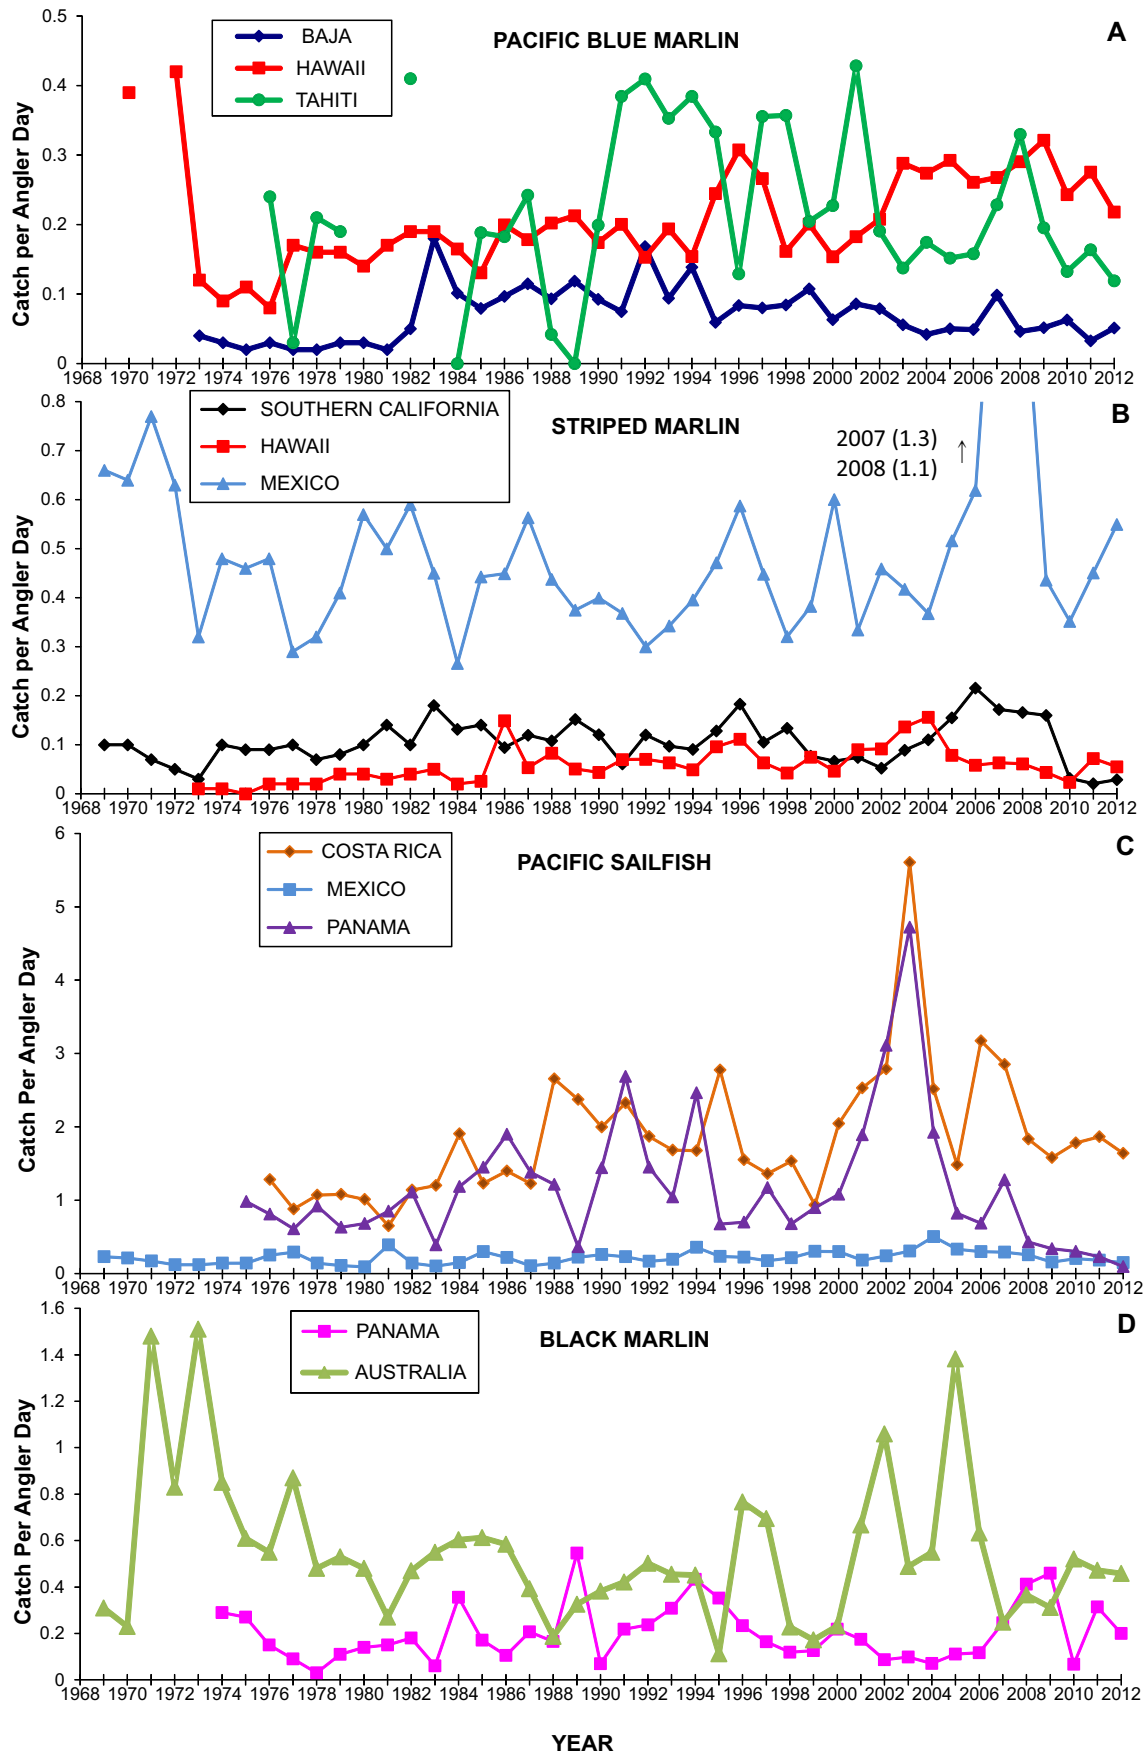 A
PACIFIC BLUE MARLIN
BAJA
HAWAII
TAHITI
Catch per Angler Day
0.5
0.4
0.3
0.2
0.1
0
1968 1970 1972 1974 1976 1978 1980 1982 1984 1986 1988 1990 1992 1994 1996 1998 2000 2002 2004 2006 2008 2010 2012
B
STRIPED MARLIN
SOUTHERN CALIFORNIA
HAWAII
MEXICO
2007 (1.3)
2008 (1.1)
Catch per Angler Day
0.8
0.7
0.6
0.5
0.4
0.3
0.2
0.1
0
1968 1970 1972 1974 1976 1978 1980 1982 1984 1986 1988 1990 1992 1994 1996 1998 2000 2002 2004 2006 2008 2010 2012
C
PACIFIC SAILFISH
COSTA RICA
MEXICO
PANAMA
Catch Per Angler Day
6
5
4
3
2
1
0
1968 1970 1972 1974 1976 1978 1980 1982 1984 1986 1988 1990 1992 1994 1996 1998 2000 2002 2004 2006 2008 2010 2012
D
BLACK MARLIN
PANAMA
AUSTRALIA
Catch Per Angler Day
1.6
1.4
1.2
1
0.8
0.6
0.4
0.2
0
1968 1970 1972 1974 1976 1978 1980 1982 1984 1986 1988 1990 1992 1994 1996 1998 2000 2002 2004 2006 2008 2010 2012
YEAR